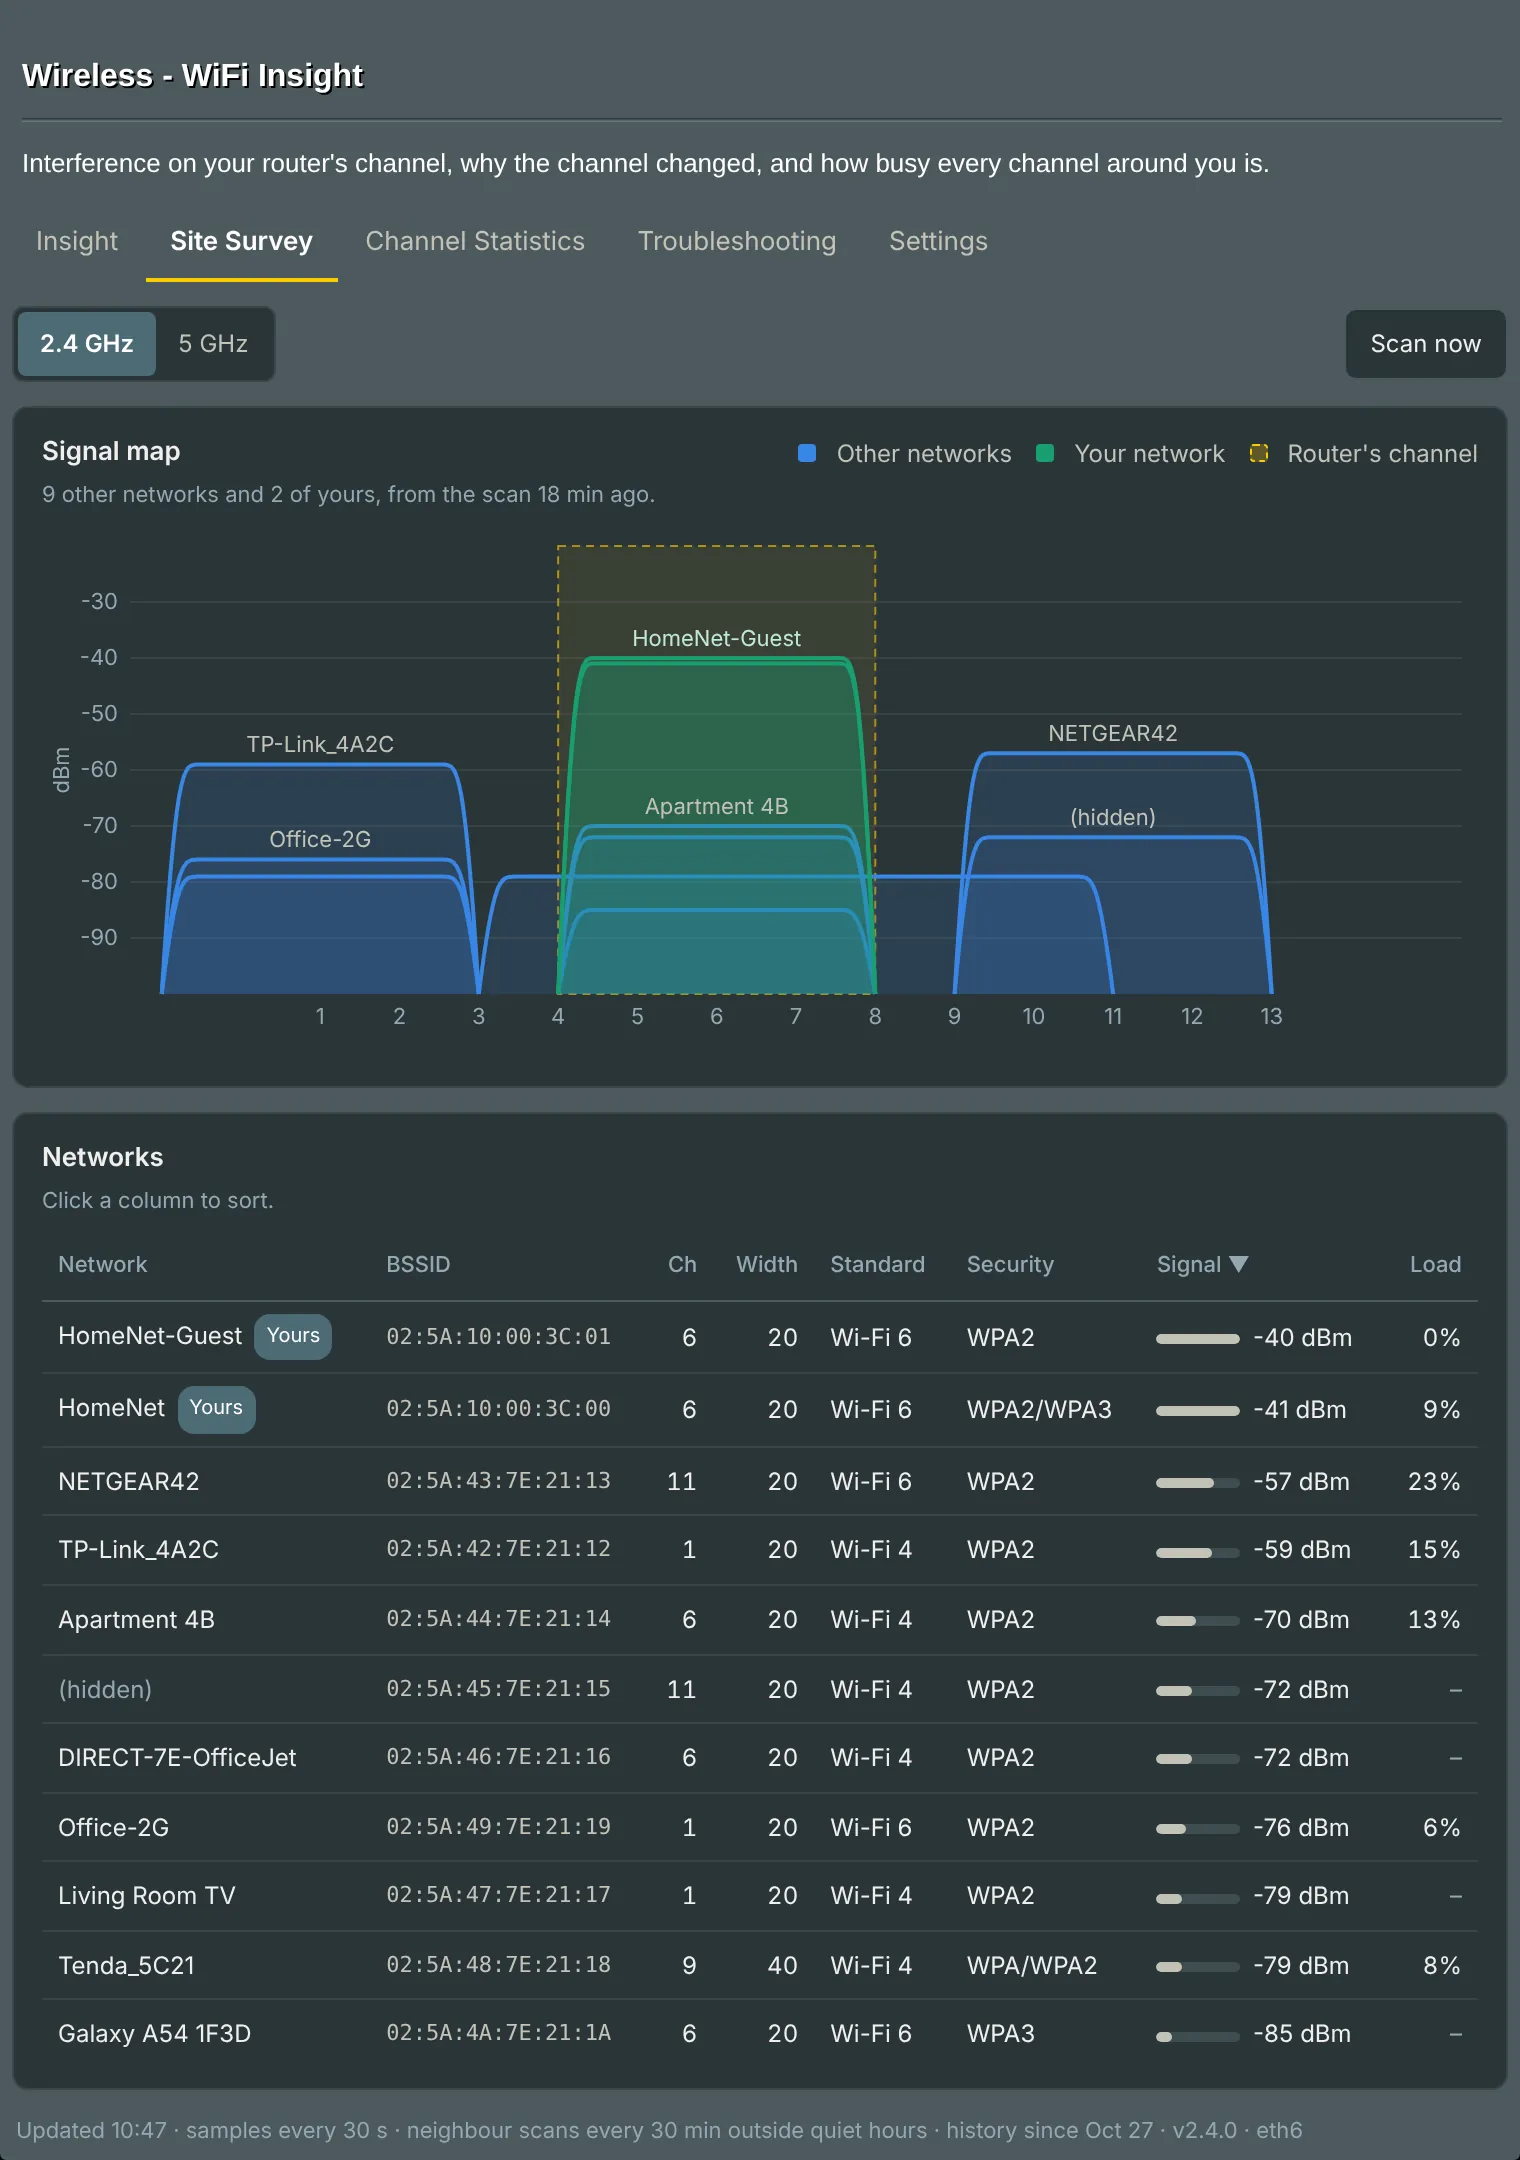 Wireless - WiFi Insight
Interference on your router's channel, why the channel changed, and how busy every channel around you is.
Insight Site Survey Channel Statistics Troubleshooting Settings
2.4 GHz 5 GHz Scan now
Signal map Other networks Your network Router's channel
9 other networks and 2 of yours, from the scan 18 min ago.
-30
HomeNet-Guest
-40
-50
NETGEAR42
TP-Link_4A2C
dBm
-60
Apartment 4B
(hidden)
-70
Office-2G
-80
-90
1 2 3 4 5 6 7 8 9 10 11 12 13
Networks
Click a column to sort.
Network BSSID Ch Width Standard Security Signal ▼ Load
HomeNet-Guest Yours 02:5A:10:00:3C:01 6 20 Wi-Fi 6 WPA2 -40 dBm 0%
HomeNet Yours 02:5A:10:00:3C:00 6 20 Wi-Fi 6 WPA2/WPA3 -41 dBm 9%
NETGEAR42 02:5A:43:7E:21:13 11 20 Wi-Fi 6 WPA2 -57 dBm 23%
TP-Link_4A2C 02:5A:42:7E:21:12 1 20 Wi-Fi 4 WPA2 -59 dBm 15%
Apartment 4B 02:5A:44:7E:21:14 6 20 Wi-Fi 4 WPA2 -70 dBm 13%
(hidden) 02:5A:45:7E:21:15 11 20 Wi-Fi 4 WPA2 -72 dBm –
DIRECT-7E-OfficeJet 02:5A:46:7E:21:16 6 20 Wi-Fi 4 WPA2 -72 dBm –
Office-2G 02:5A:49:7E:21:19 1 20 Wi-Fi 6 WPA2 -76 dBm 6%
Living Room TV 02:5A:47:7E:21:17 1 20 Wi-Fi 4 WPA2 -79 dBm –
Tenda_5C21 02:5A:48:7E:21:18 9 40 Wi-Fi 4 WPA/WPA2 -79 dBm 8%
Galaxy A54 1F3D 02:5A:4A:7E:21:1A 6 20 Wi-Fi 6 WPA3 -85 dBm –
Updated 10:47 · samples every 30 s · neighbour scans every 30 min outside quiet hours · history since Oct 27 · v2.4.0 · eth6